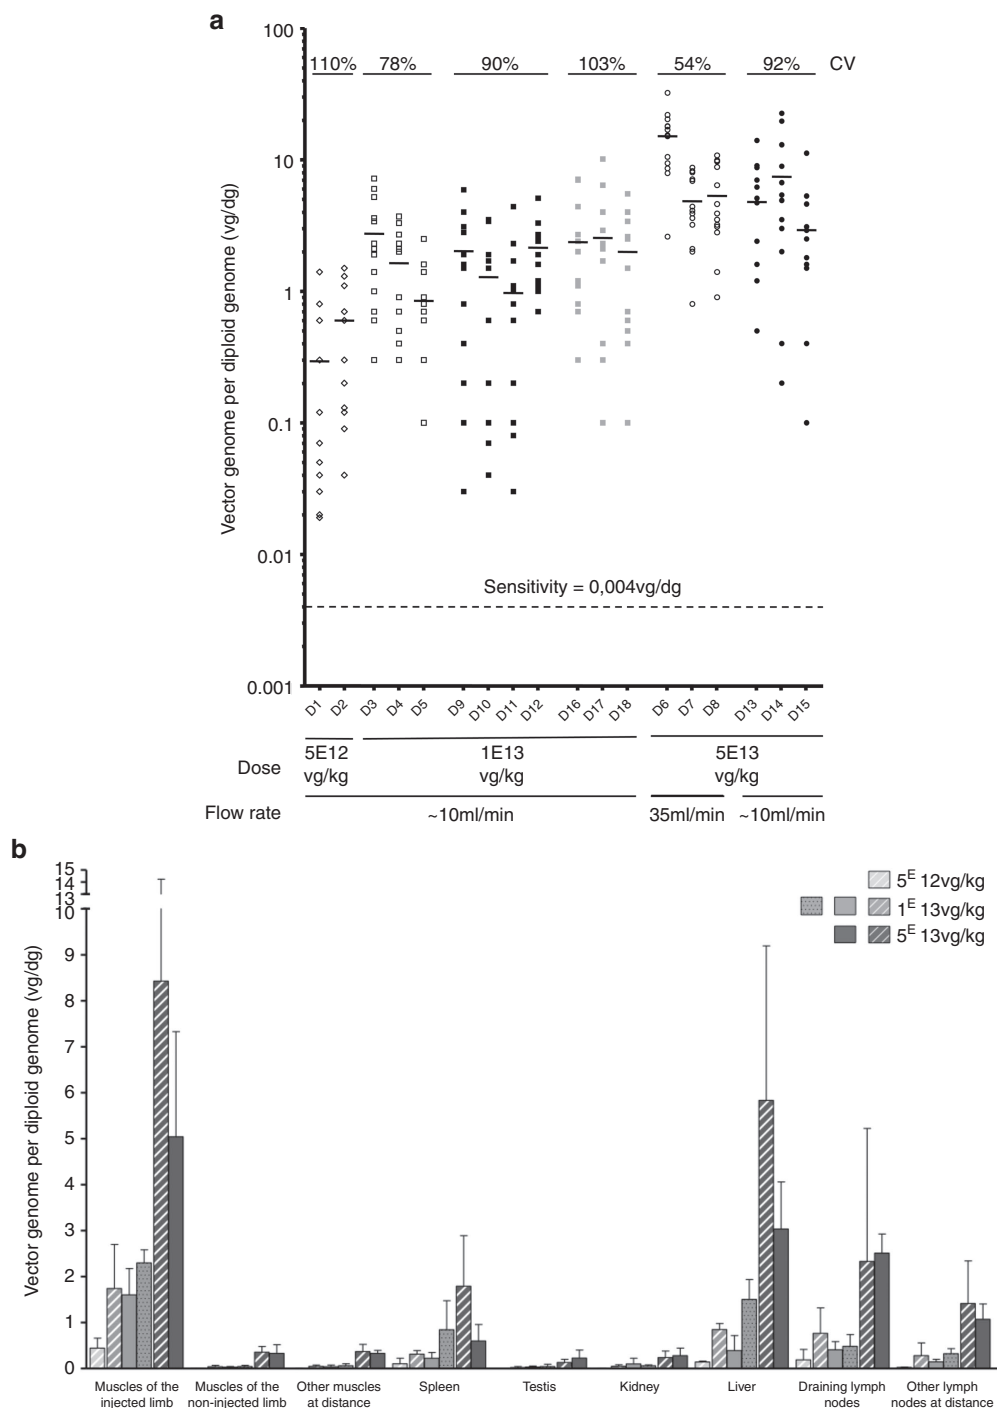 a
100
110% 78% 90% 103% 54% 92% CV
10
1
0.1
0.01
0.001
Vector genome per diploid genome (vg/dg)
Sensitivity = 0,004vg/dg
D1 D2 D3 D4 D5 D9 D10 D11 D12 D16 D17 D18 D6 D7 D8 D13 D14 D15
Dose
5E12 vg/kg
1E13 vg/kg
5E13 vg/kg
Flow rate ~10ml/min 35ml/min ~10ml/min
b
15
14
13
10
9
8
7
6
5
4
3
2
1
0
Vector genome per diploid genome (vg/dg)
5E 12vg/kg
1E 13vg/kg
5E 13vg/kg
Muscles of the injected limb
Muscles of the non-injected limb
Other muscles at distance
Spleen
Testis
Kidney
Liver
Draining lymph nodes
Other lymph nodes at distance